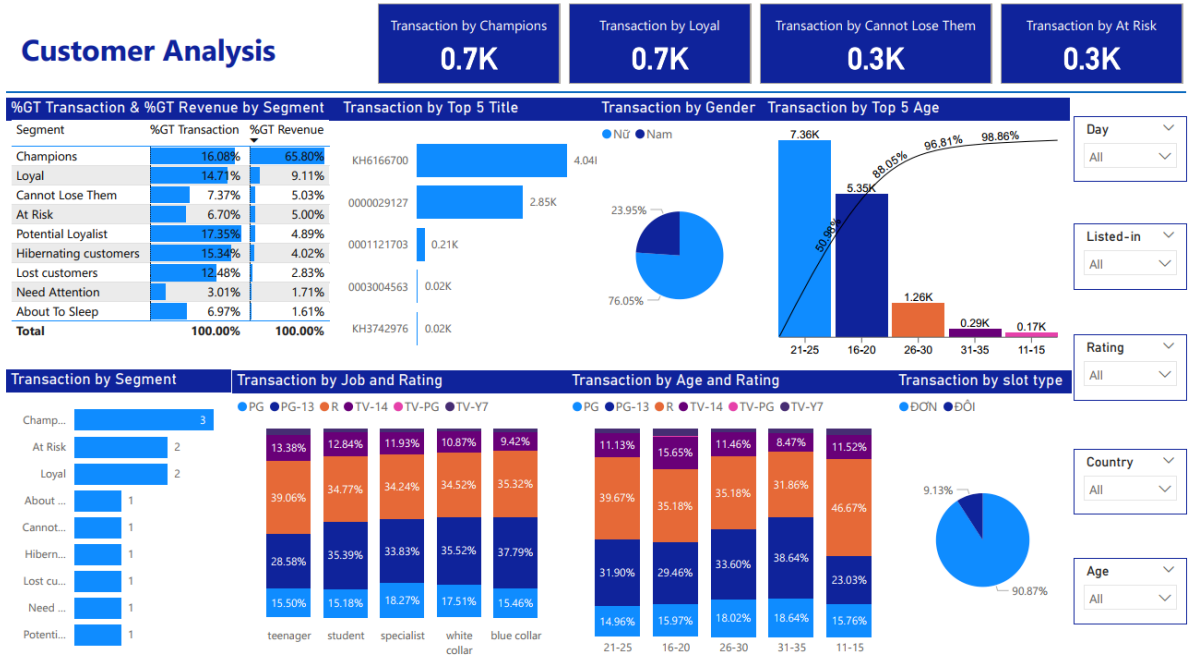 Customer Analysis
Transaction by Champions
0.7K
Transaction by Loyal
0.7K
Transaction by Cannot Lose Them
0.3K
Transaction by At Risk
0.3K
%GT Transaction & %GT Revenue by Segment
Segment %GT Transaction %GT Revenue
Champions 16.08% 65.80%
Loyal 14.71% 9.11%
Cannot Lose Them 7.37% 5.03%
At Risk 6.70% 5.00%
Potential Loyalist 17.35% 4.89%
Hibernating customers 15.34% 4.02%
Lost customers 12.48% 2.83%
Need Attention 3.01% 1.71%
About To Sleep 6.97% 1.61%
Total 100.00% 100.00%
Transaction by Top 5 Title
KH6166700 4.04
0000029127 2.85K
0001121703 0.21K
0003004563 0.02K
KH3742976 0.02K
Transaction by Gender
Nữ Nam
23.95%
76.05%
Transaction by Top 5 Age
7.36K 5.35K 1.26K 0.29K 0.17K
50.98% 88.05% 96.81% 98.86%
21-25 16-20 26-30 31-35 11-15
Day
All
Listed-in
All
Rating
All
Country
All
Age
All
Transaction by Segment
Champ... 3
At Risk 2
Loyal 2
About ... 1
Cannot... 1
Hibern... 1
Lost cu... 1
Need ... 1
Potenti... 1
Transaction by Job and Rating
PG PG-13 R TV-14 TV-PG TV-Y7
13.38% 12.84% 11.93% 10.87% 9.42%
39.06% 34.77% 34.24% 34.52% 35.32%
28.58% 35.39% 33.83% 35.52% 37.79%
15.50% 15.18% 18.27% 17.51% 15.46%
teenager student specialist white collar blue collar
Transaction by Age and Rating
PG PG-13 R TV-14 TV-PG TV-Y7
11.13% 15.65% 11.46% 8.47% 11.52%
39.67% 35.18% 35.18% 31.86% 46.67%
31.90% 29.46% 33.60% 38.64% 23.03%
14.96% 15.97% 18.02% 18.64% 15.76%
21-25 16-20 26-30 31-35 11-15
Transaction by slot type
ĐƠN ĐÔI
9.13%
90.87%